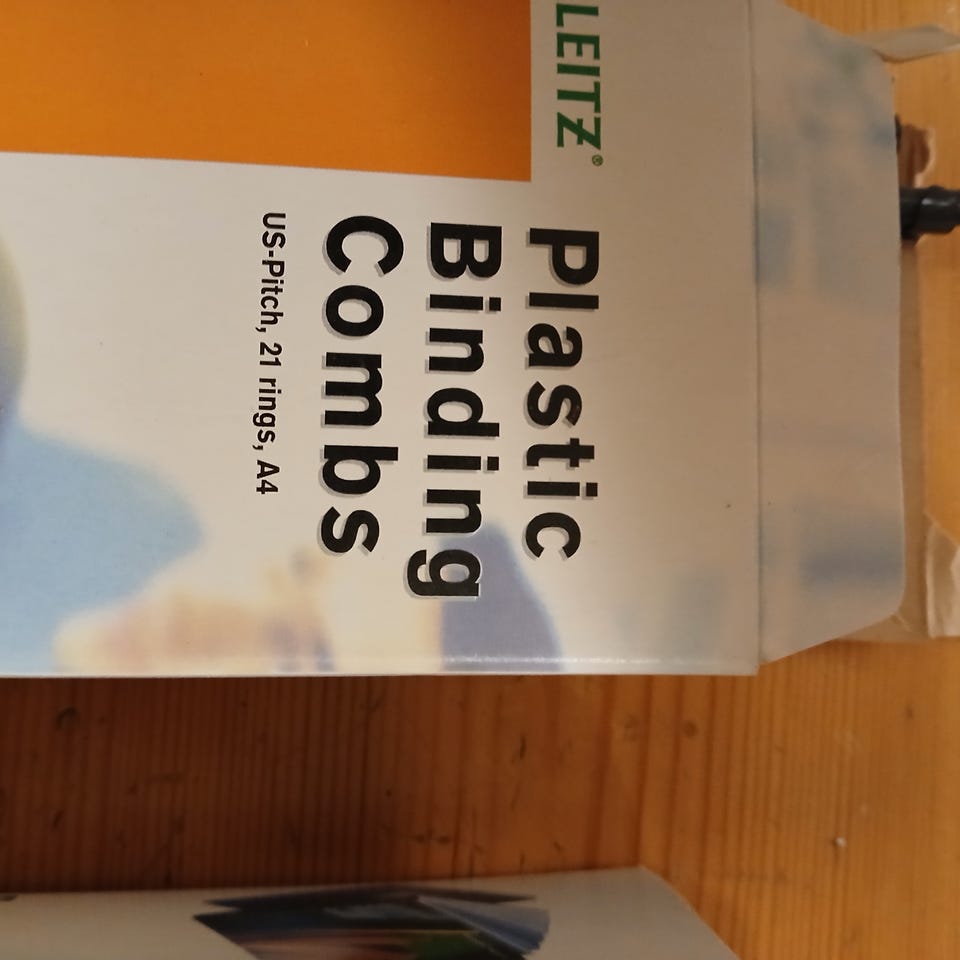 LEITZ®
Plastic
Binding
Combs
US-Pitch, 21 rings, A4